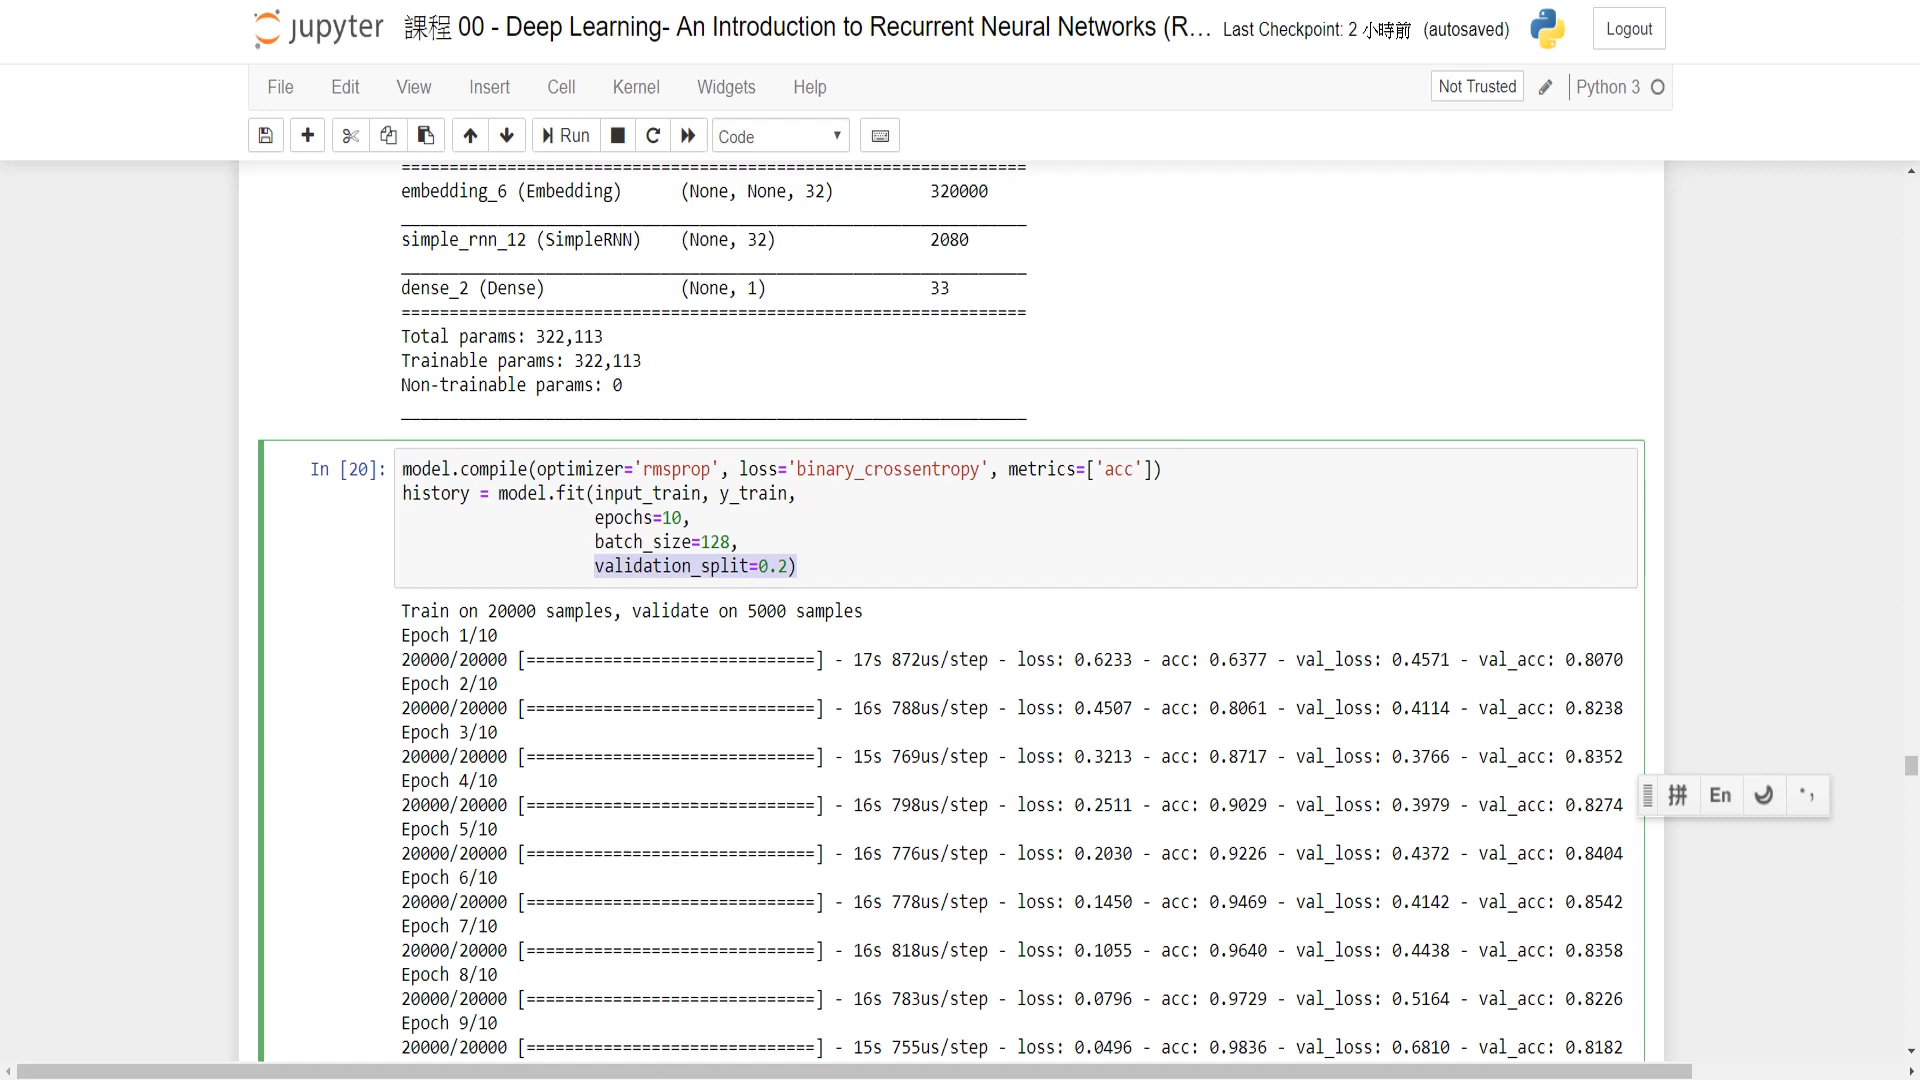 jupyter 課程 00 - Deep Learning- An Introduction to Recurrent Neural Networks (R... Last Checkpoint: 2 小時前 (autosaved) Logout
File Edit View Insert Cell Kernel Widgets Help Not Trusted Python 3
Run Code
=================================================================
embedding_6 (Embedding) (None, None, 32) 320000
_________________________________________________________________
simple_rnn_12 (SimpleRNN) (None, 32) 2080
_________________________________________________________________
dense_2 (Dense) (None, 1) 33
=================================================================
Total params: 322,113
Trainable params: 322,113
Non-trainable params: 0
_________________________________________________________________
In [20]: model.compile(optimizer='rmsprop', loss='binary_crossentropy', metrics=['acc'])
history = model.fit(input_train, y_train,
epochs=10,
batch_size=128,
validation_split=0.2)
Train on 20000 samples, validate on 5000 samples
Epoch 1/10
20000/20000 [==============================] - 17s 872us/step - loss: 0.6233 - acc: 0.6377 - val_loss: 0.4571 - val_acc: 0.8070
Epoch 2/10
20000/20000 [==============================] - 16s 788us/step - loss: 0.4507 - acc: 0.8061 - val_loss: 0.4114 - val_acc: 0.8238
Epoch 3/10
20000/20000 [==============================] - 15s 769us/step - loss: 0.3213 - acc: 0.8717 - val_loss: 0.3766 - val_acc: 0.8352
Epoch 4/10
20000/20000 [==============================] - 16s 798us/step - loss: 0.2511 - acc: 0.9029 - val_loss: 0.3979 - val_acc: 0.8274
拼 En
Epoch 5/10
20000/20000 [==============================] - 16s 776us/step - loss: 0.2030 - acc: 0.9226 - val_loss: 0.4372 - val_acc: 0.8404
Epoch 6/10
20000/20000 [==============================] - 16s 778us/step - loss: 0.1450 - acc: 0.9469 - val_loss: 0.4142 - val_acc: 0.8542
Epoch 7/10
20000/20000 [==============================] - 16s 818us/step - loss: 0.1055 - acc: 0.9640 - val_loss: 0.4438 - val_acc: 0.8358
Epoch 8/10
20000/20000 [==============================] - 16s 783us/step - loss: 0.0796 - acc: 0.9729 - val_loss: 0.5164 - val_acc: 0.8226
Epoch 9/10
20000/20000 [==============================] - 15s 755us/step - loss: 0.0496 - acc: 0.9836 - val_loss: 0.6810 - val_acc: 0.8182